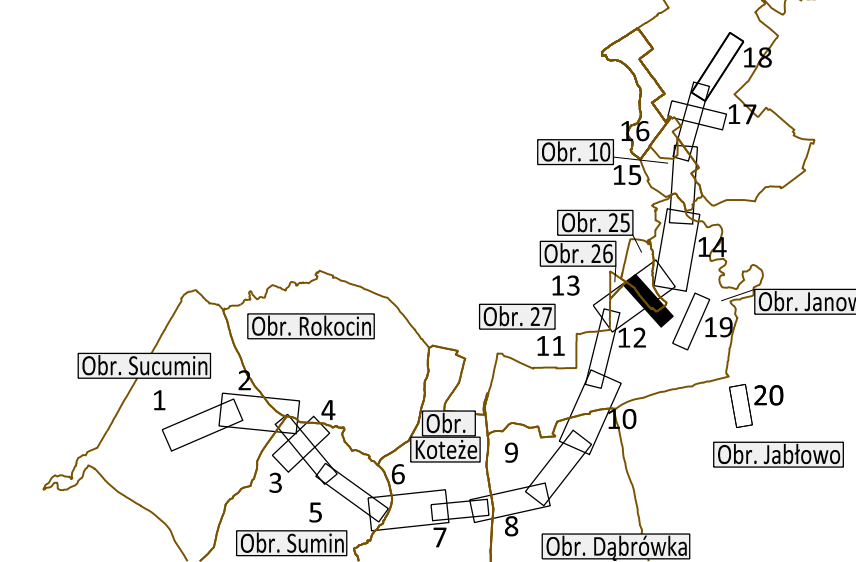 18
17
16
Obr. 10
15
Obr. 25
14
Obr. 26
13
Obr. Janow
Obr. 27
Obr. Rokocin
19
12
11
Obr. Sucumin
2
1
20
4
10
Obr.
Koteże
9
Obr. Jabłowo
6
3
5
8
7
Obr. Sumin
Obr. Dąbrówka